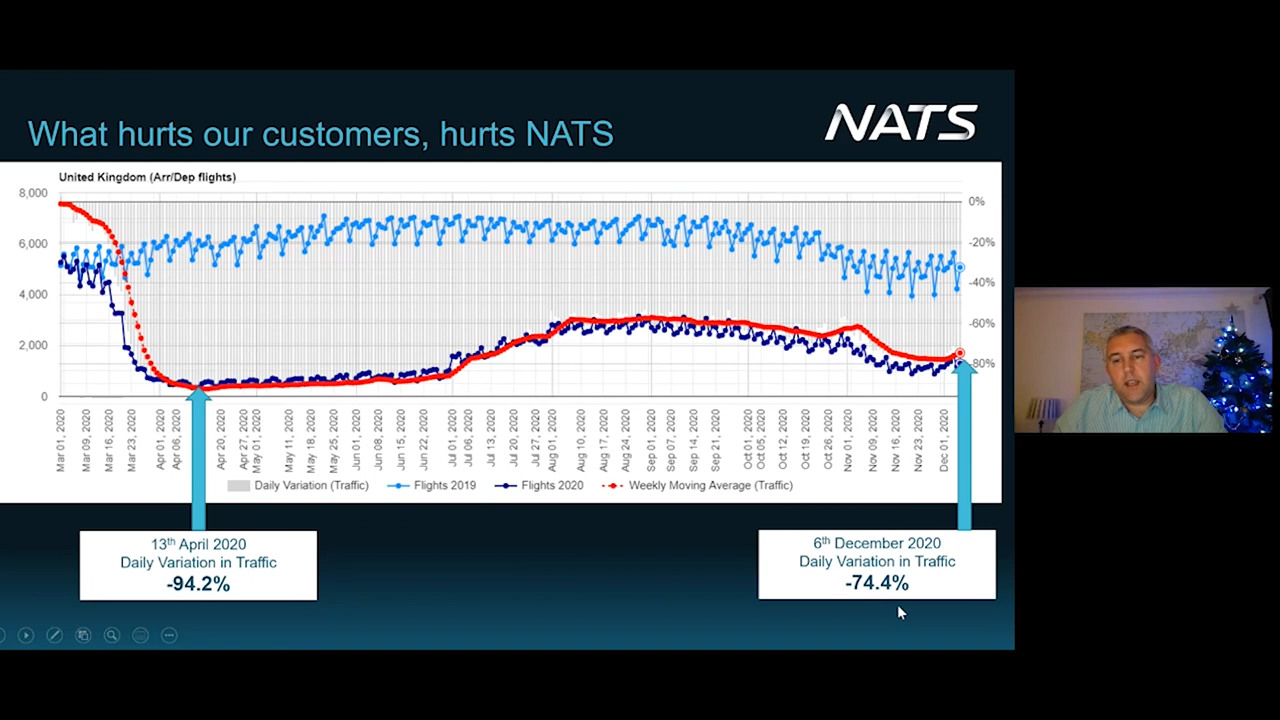 What hurts our customers, hurts NATS
NATS
United Kingdom (Arr/Dep flights)
8,000
6,000
4,000
2,000
0
0%
-20%
-40%
-60%
-80%
Mar 01, 2020
Mar 09, 2020
Mar 16, 2020
Mar 23, 2020
Apr 01, 2020
Apr 06, 2020
Apr 20, 2020
Apr 27, 2020
May 01, 2020
May 11, 2020
May 18, 2020
May 25, 2020
Jun 01, 2020
Jun 08, 2020
Jun 15, 2020
Jun 22, 2020
Jul 01, 2020
Jul 06, 2020
Jul 13, 2020
Jul 20, 2020
Jul 27, 2020
Aug 01, 2020
Aug 10, 2020
Aug 17, 2020
Aug 24, 2020
Sep 01, 2020
Sep 07, 2020
Sep 14, 2020
Sep 21, 2020
Oct 01, 2020
Oct 05, 2020
Oct 12, 2020
Oct 19, 2020
Oct 26, 2020
Nov 01, 2020
Nov 09, 2020
Nov 16, 2020
Nov 23, 2020
Dec 01, 2020
Daily Variation (Traffic) Flights 2019 Flights 2020 Weekly Moving Average (Traffic)
13th April 2020
Daily Variation in Traffic
-94.2%
6th December 2020
Daily Variation in Traffic
-74.4%